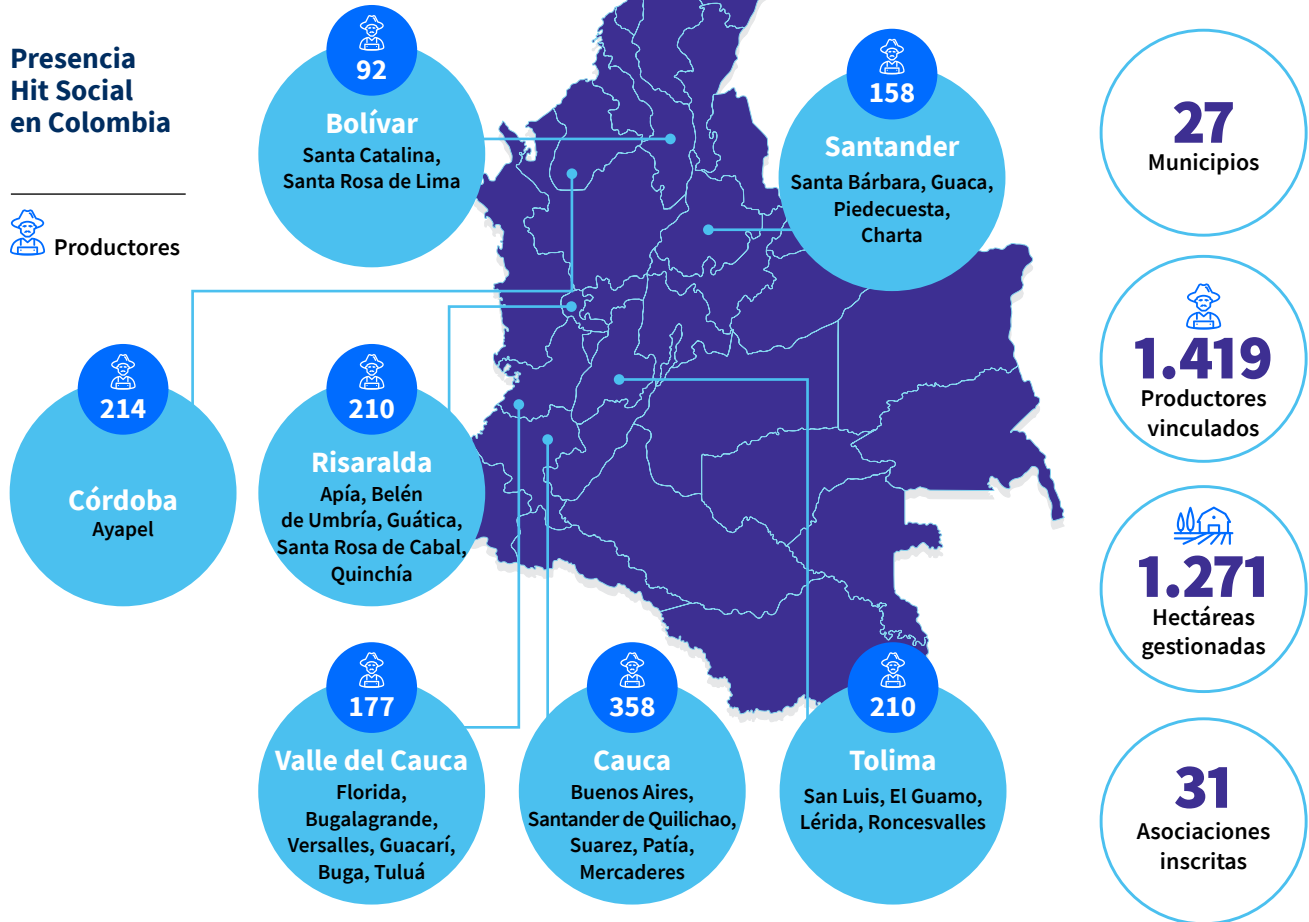 Presencia
Hit Social
en Colombia
Productores
92
Bolívar
Santa Catalina,
Santa Rosa de Lima
158
Santander
Santa Bárbara, Guaca,
Piedecuesta,
Charta
214
Córdoba
Ayapel
210
Risaralda
Apía, Belén
de Umbría, Guática,
Santa Rosa de Cabal,
Quinchía
177
Valle del Cauca
Florida,
Bugalagrande,
Versalles, Guacarí,
Buga, Tuluá
358
Cauca
Buenos Aires,
Santander de Quilichao,
Suarez, Patía,
Mercaderes
210
Tolima
San Luis, El Guamo,
Lérida, Roncesvalles
27
Municipios
1.419
Productores
vinculados
1.271
Hectáreas
gestionadas
31
Asociaciones
inscritas